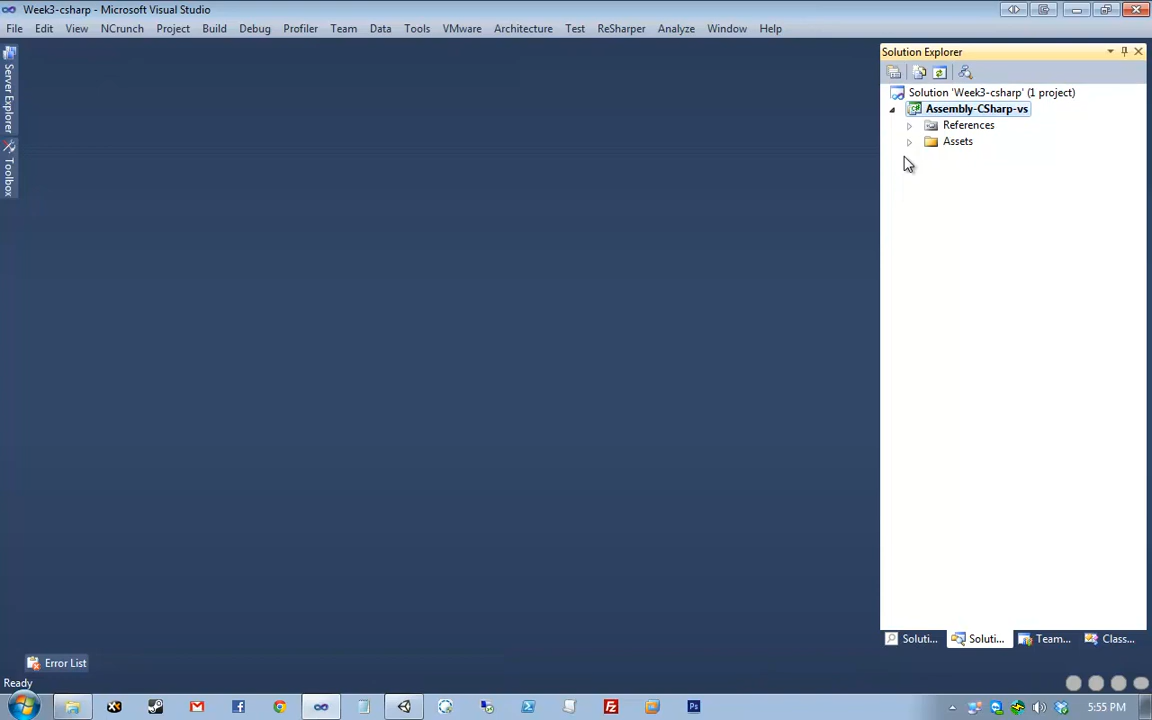 Week3-csharp - Microsoft Visual Studio
File Edit View NCrunch Project Build Debug Profiler Team Data Tools VMware Architecture Test ReSharper Analyze Window Help
Server Explorer
Toolbox
Solution Explorer
Solution 'Week3-csharp' (1 project)
Assembly-CSharp-vs
References
Assets
Soluti... Soluti... Team... Class...
Error List
Ready
5:55 PM